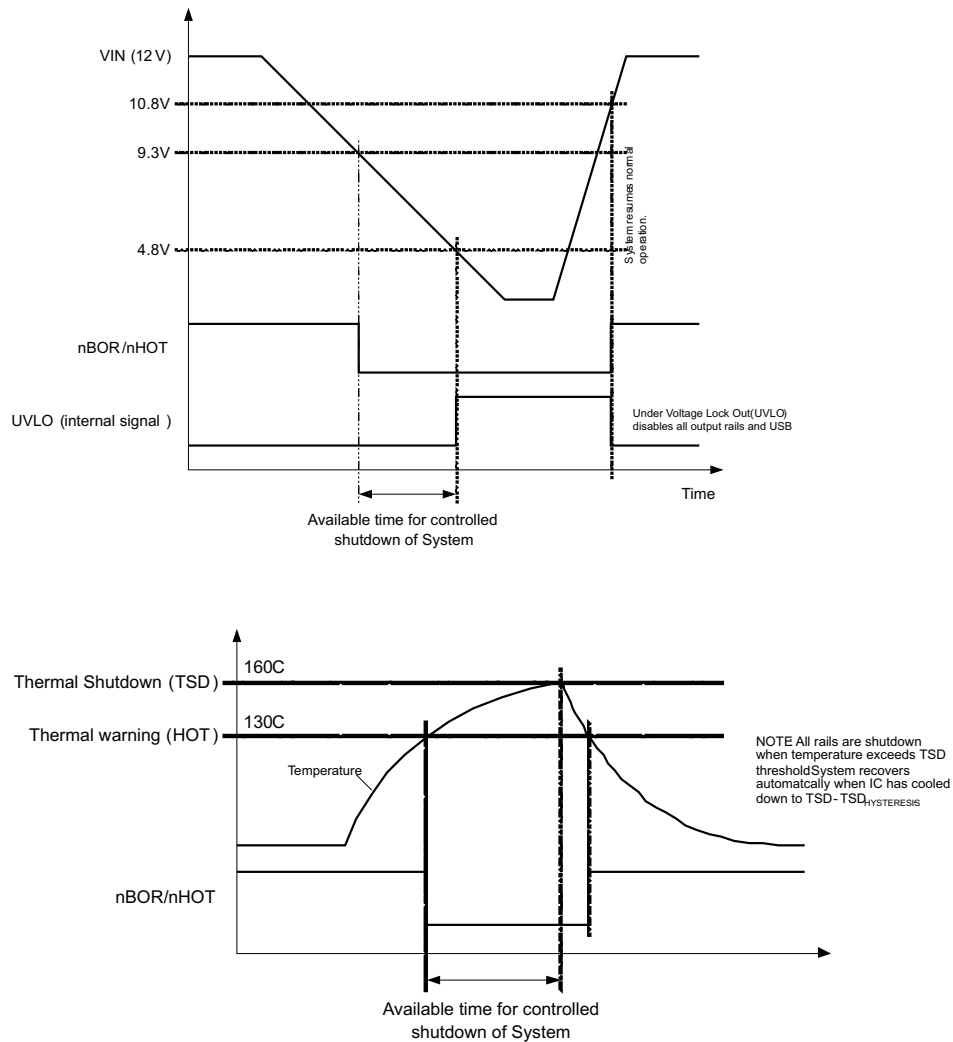 VIN (12 V)
10.8V
9.3V
4.8V
System resumes normal
operation.
nBOR/nHOT
UVLO (internal signal )
Under Voltage Lock Out(UVLO)
disables all output rails and USB
Time
Available time for controlled
shutdown of System
160C
Thermal Shutdown (TSD)
130C
Thermal warning (HOT)
Temperature
NOTE All rails are shutdown
when temperature exceeds TSD
thresholdSystem recovers
automatcally when IC has cooled
down to TSD - TSDHYSTERESIS
nBOR/nHOT
Available time for controlled
shutdown of System